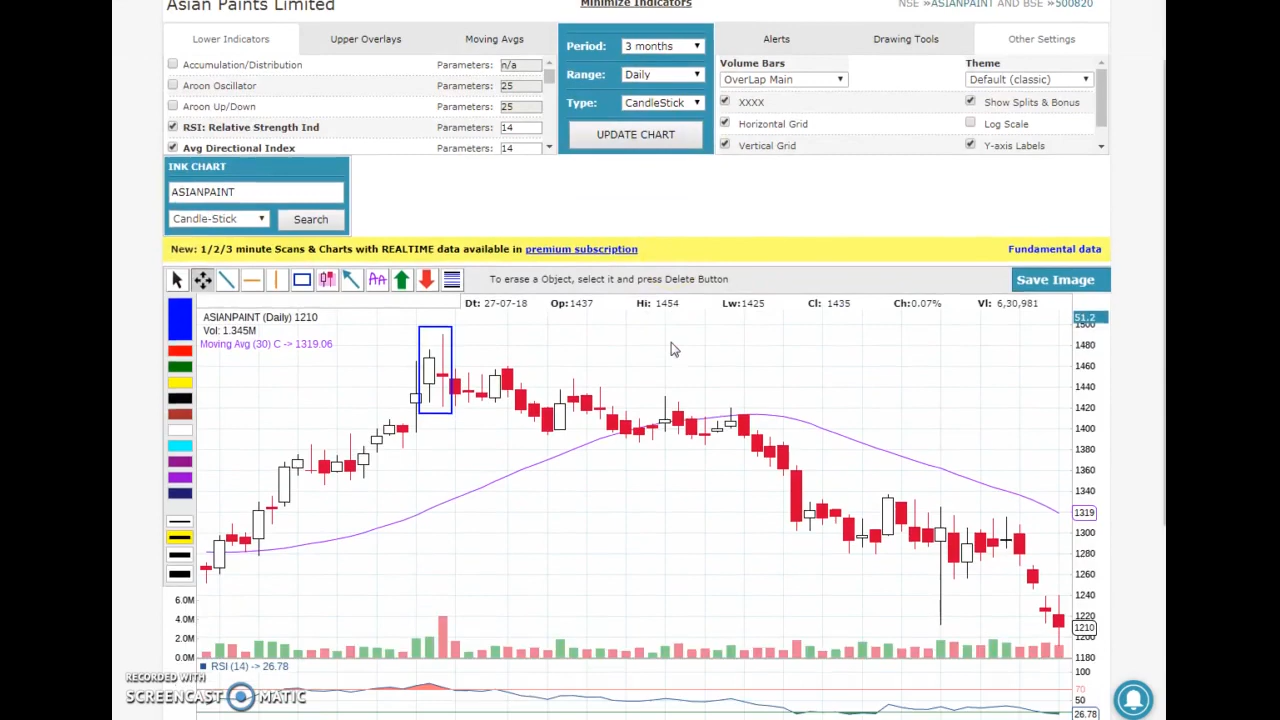 Asian Paints Limited
Minimize Indicators
NSE »ASIANPAINT AND BSE »500820
Lower Indicators
Upper Overlays
Moving Avgs
Period:
3 months
Range:
Daily
Type:
CandleStick
UPDATE CHART
Alerts
Drawing Tools
Other Settings
Accumulation/Distribution Parameters: n/a
Aroon Oscillator Parameters: 25
Aroon Up/Down Parameters: 25
RSI: Relative Strength Ind Parameters: 14
Avg Directional Index Parameters: 14
Volume Bars
OverLap Main
XXXX
Horizontal Grid
Vertical Grid
Theme
Default (classic)
Show Splits & Bonus
Log Scale
Y-axis Labels
INK CHART
ASIANPAINT
Candle-Stick
Search
New: 1/2/3 minute Scans & Charts with REALTIME data available in premium subscription
Fundamental data
AA
To erase a Object, select it and press Delete Button
Save Image
Dt: 27-07-18 Op:1437 Hi: 1454 Lw:1425 Cl: 1435 Ch:0.07% Vl: 6,30,981
ASIANPAINT (Daily) 1210
Vol: 1.345M
Moving Avg (30) C -> 1319.06
51.2
1500
1480
1460
1440
1420
1400
1380
1360
1340
1319
1300
1280
1260
1240
1220
1210
1200
1180
6.0M
4.0M
2.0M
0.0M
RSI (14) -> 26.78
100
70
50
26.78
RECORDED WITH
SCREENCAST MATIC